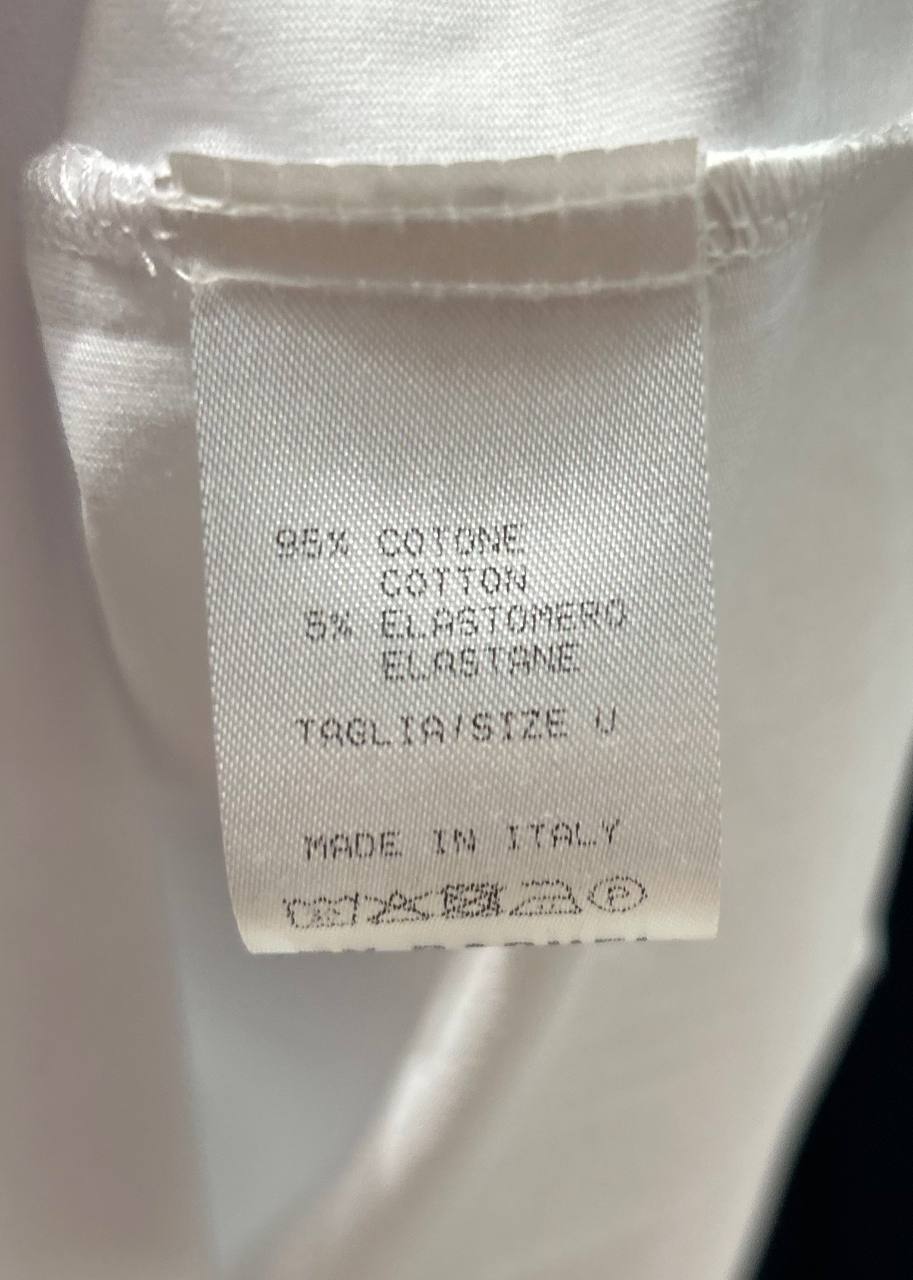 95% COTONE
COTTON
5% ELASTOMERO
ELASTANE
TAGLIA/SIZE U
MADE IN ITALY
P